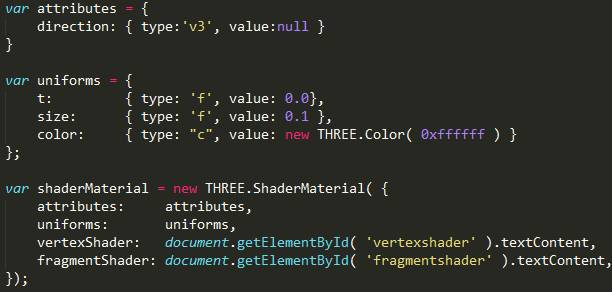 var attributes = {
    direction: { type:'v3', value:null }
}

var uniforms = {
    t:         { type: 'f', value: 0.0},
    size:      { type: 'f', value: 0.1 },
    color:     { type: "c", value: new THREE.Color( 0xffffff ) }
};

var shaderMaterial = new THREE.ShaderMaterial( {
    attributes:     attributes,
    uniforms:       uniforms,
    vertexShader:   document.getElementById( 'vertexshader' ).textContent,
    fragmentShader: document.getElementById( 'fragmentshader' ).textContent,
});